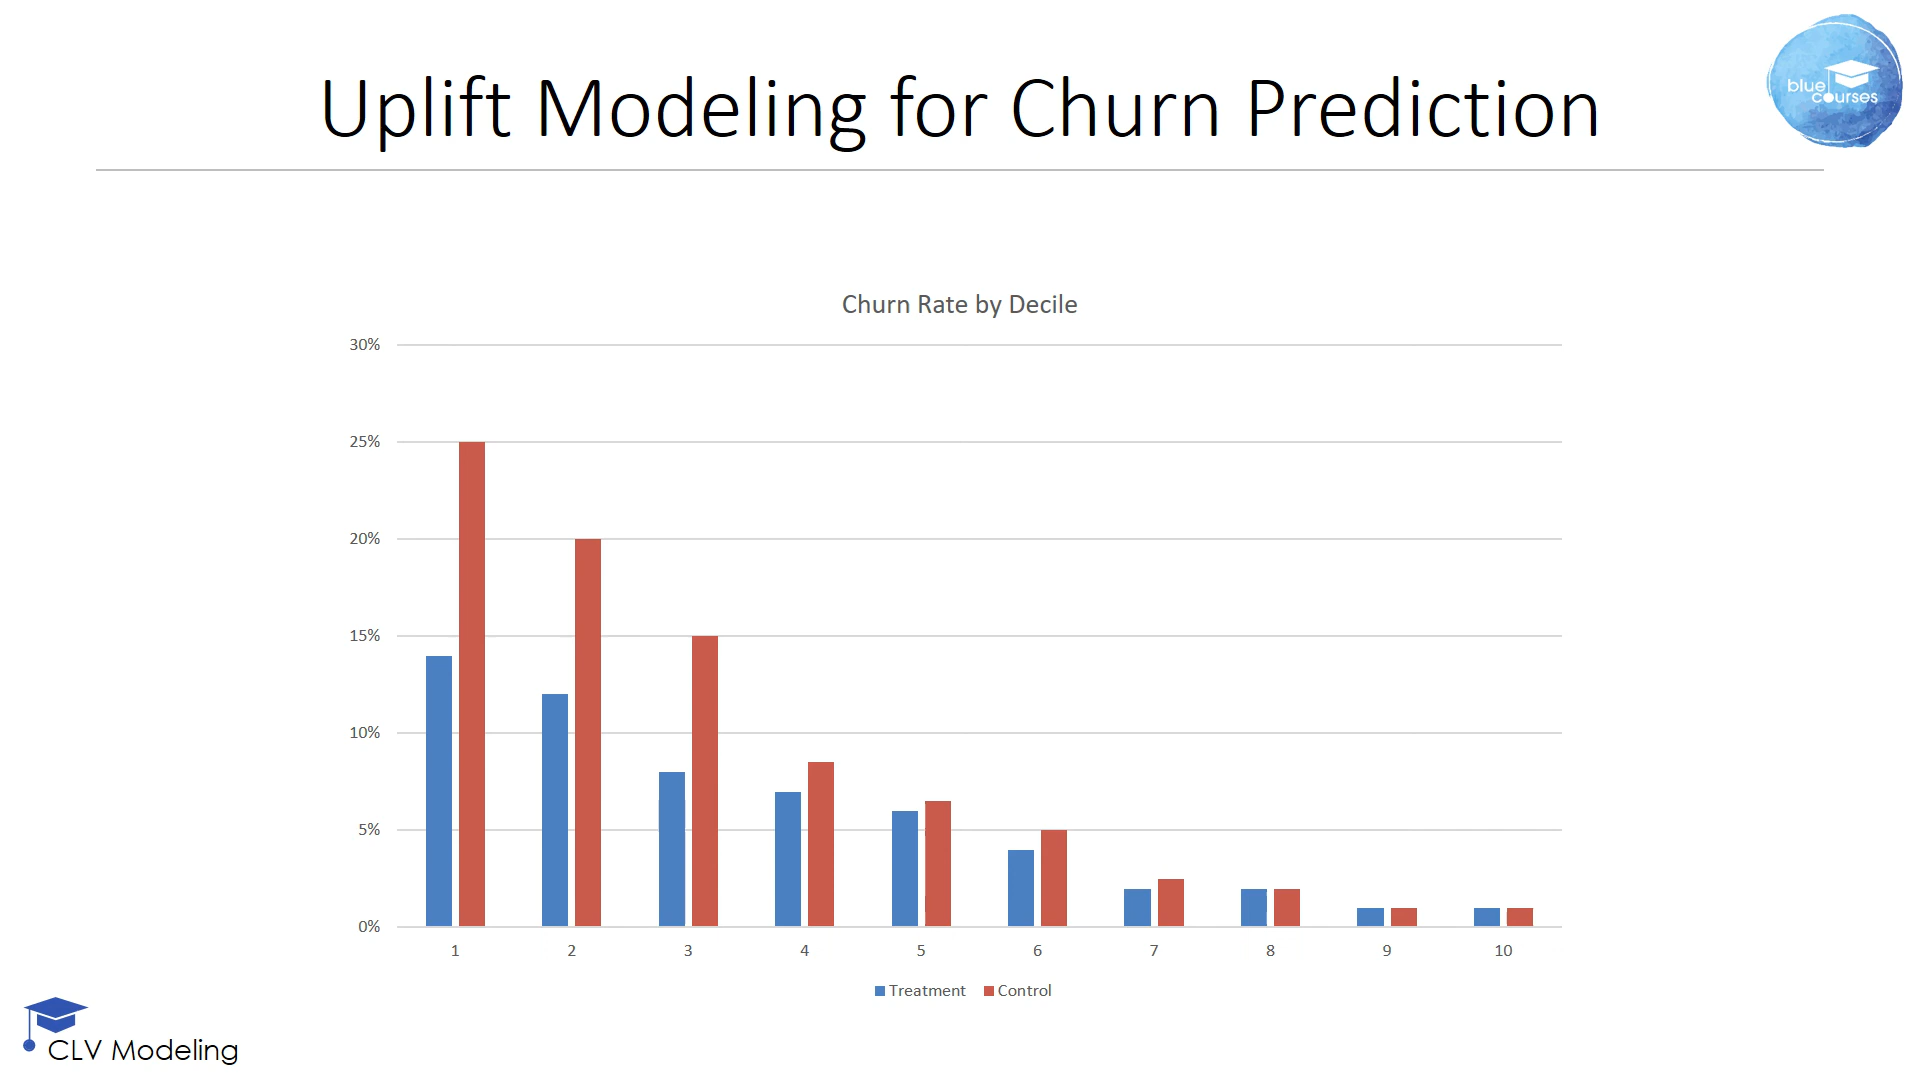 Uplift Modeling for Churn Prediction
blue
courses
Churn Rate by Decile
30%
25%
20%
15%
10%
5%
0%
1 2 3 4 5 6 7 8 9 10
Treatment Control
CLV Modeling